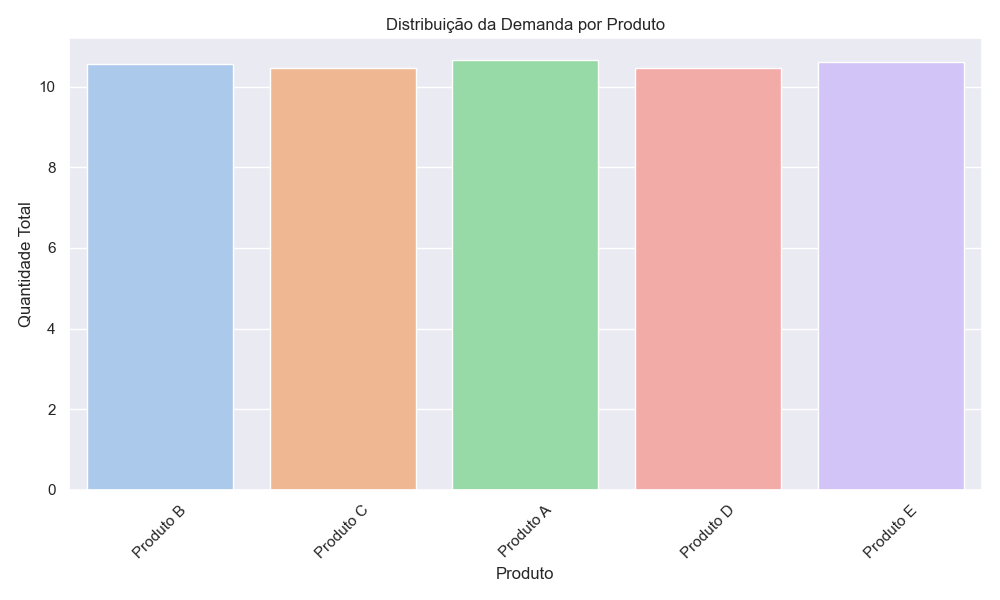 Distribuição da Demanda por Produto
Quantidade Total
10
8
6
4
2
0
Produto B
Produto C
Produto A
Produto D
Produto E
Produto